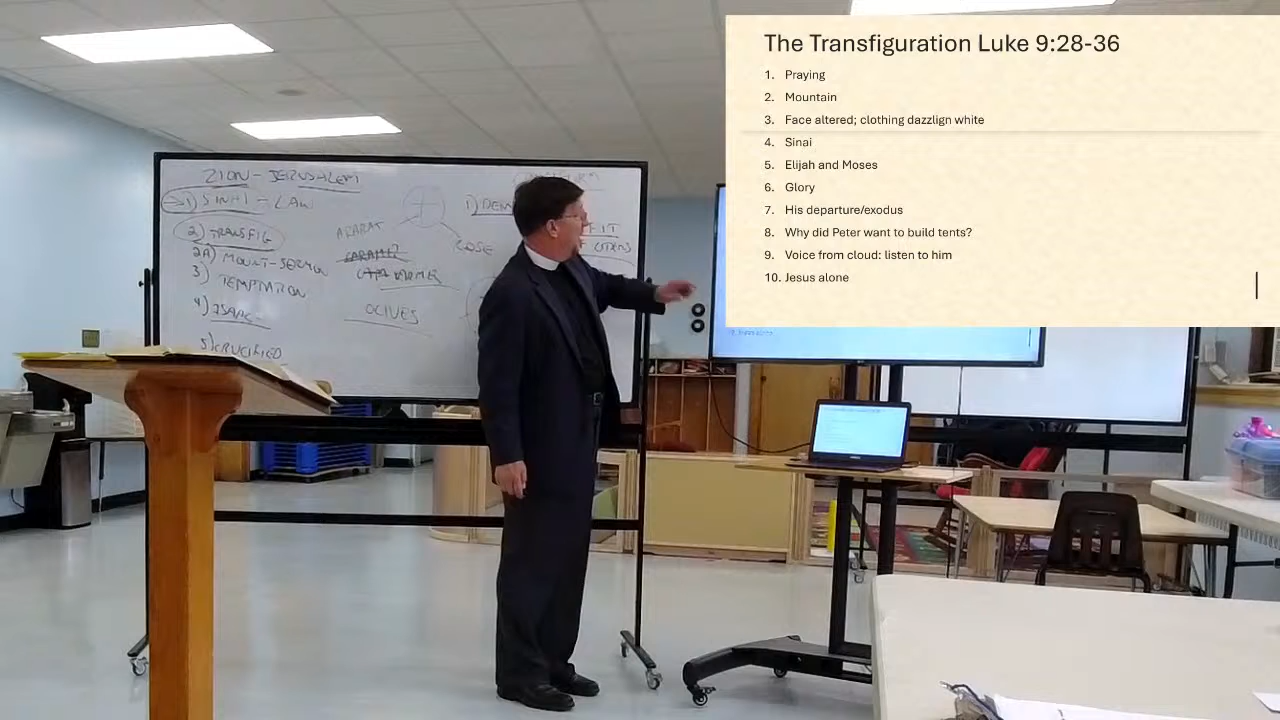 ZION - JERUSALEM
1) SINAI - LAW
2) TRANSFIG
2A) MOUNT-SERMON
3) TEMPTATION
4) ISAAC
5) CRUCIFIED
ARARAT
OLIVES
The Transfiguration Luke 9:28-36
1. Praying
2. Mountain
3. Face altered; clothing dazzlign white
4. Sinai
5. Elijah and Moses
6. Glory
7. His departure/exodus
8. Why did Peter want to build tents?
9. Voice from cloud: listen to him
10. Jesus alone